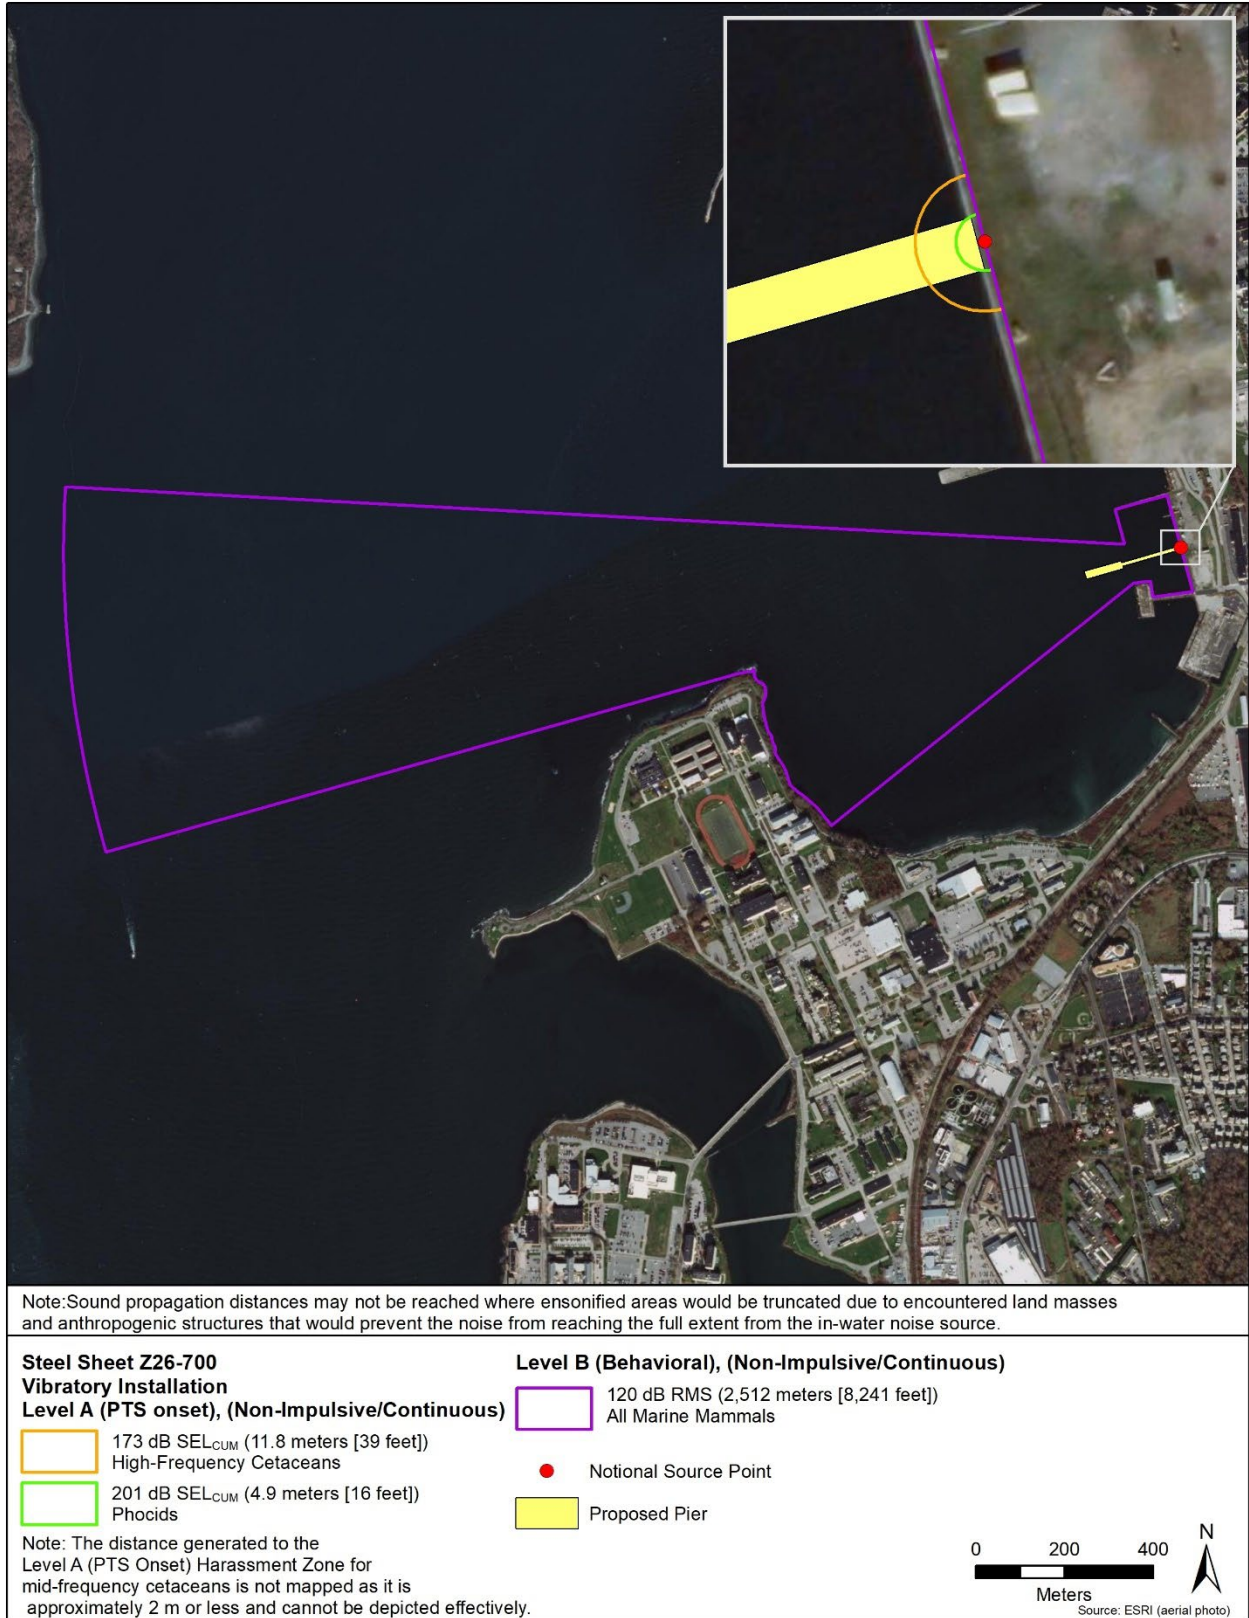 Note:Sound propagation distances may not be reached where ensonified areas would be truncated due to encountered land masses
and anthropogenic structures that would prevent the noise from reaching the full extent from the in-water noise source.
Steel Sheet Z26-700
Vibratory Installation
Level A (PTS onset), (Non-Impulsive/Continuous)
173 dB SELCUM (11.8 meters [39 feet])
High-Frequency Cetaceans
201 dB SELCUM (4.9 meters [16 feet])
Phocids
Note: The distance generated to the
Level A (PTS Onset) Harassment Zone for
mid-frequency cetaceans is not mapped as it is
approximately 2 m or less and cannot be depicted effectively.
Level B (Behavioral), (Non-Impulsive/Continuous)
120 dB RMS (2,512 meters [8,241 feet])
All Marine Mammals
Notional Source Point
Proposed Pier
0 200 400
Meters
N
Source: ESRI (aerial photo)